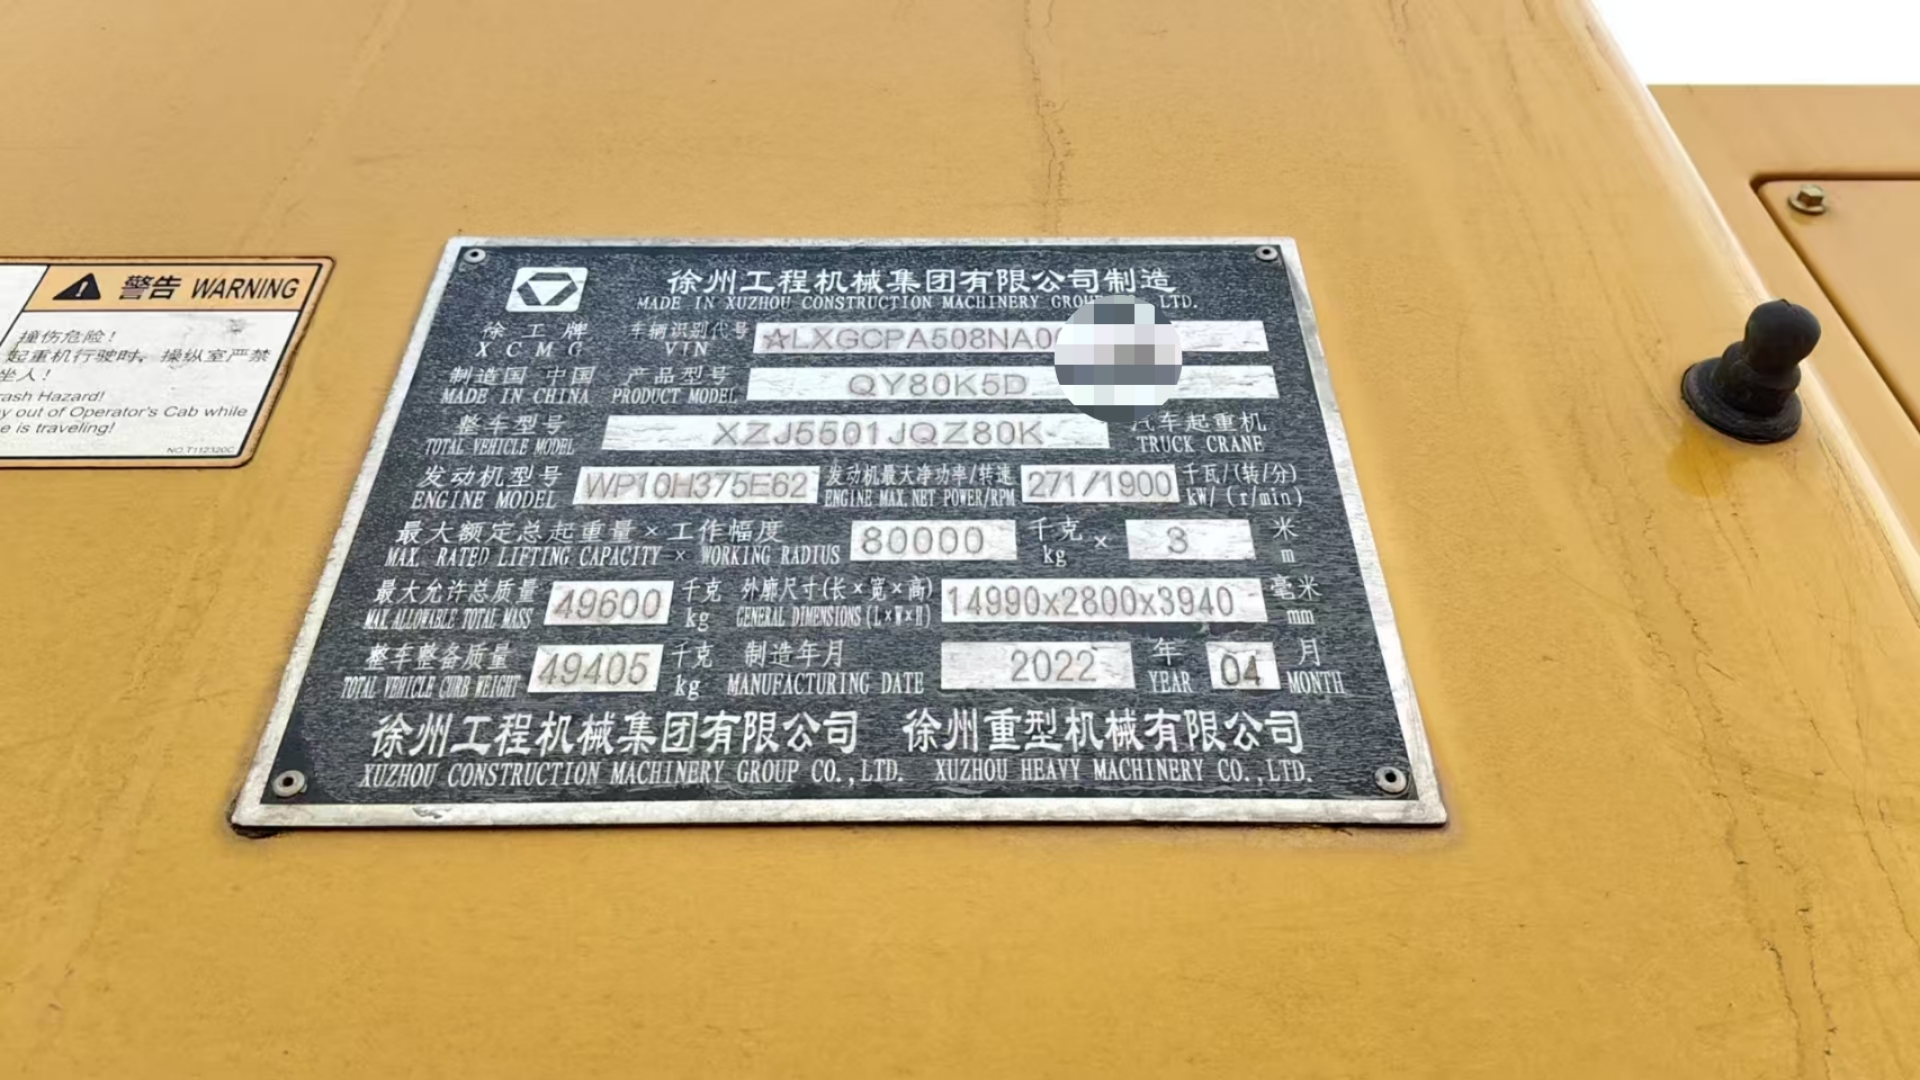 警告 WARNING
撞伤危险！
起重机行驶时，操纵室严禁
坐人！
ash Hazard!
y out of Operator's Cab while
e is traveling!
NO.T112320C
徐州工程机械集团有限公司制造
MADE IN XUZHOU CONSTRUCTION MACHINERY GROUP LTD.
徐工牌 车辆识别代号 ☆LXGCPA508NA0
XCMG VIN
制造国 中国 产品型号 QY80K5D
MADE IN CHINA PRODUCT MODEL
整车型号 XZJ5501JQZ80K 汽车起重机
TOTAL VEHICLE MODEL TRUCK CRANE
发动机型号 WP10H375E62 发动机最大净功率/转速 271/1900 千瓦/(转/分)
ENGINE MODEL ENGINE MAX. NET POWER/RPM kW/(r/min)
最大额定总起重量×工作幅度 80000 千克 × 3 米
MAX. RATED LIFTING CAPACITY × WORKING RADIUS kg m
最大允许总质量 49600 千克 外廓尺寸(长×宽×高) 14990x2800x3940 毫米
MAX.ALLOWABLE TOTAL MASS kg GENERAL DIMENSIONS (L×W×H) mm
整车整备质量 49405 千克 制造年月 2022 年 04 月
TOTAL VEHICLE CURB WEIGHT kg MANUFACTURING DATE YEAR MONTH
徐州工程机械集团有限公司 徐州重型机械有限公司
XUZHOU CONSTRUCTION MACHINERY GROUP CO.,LTD. XUZHOU HEAVY MACHINERY CO.,LTD.